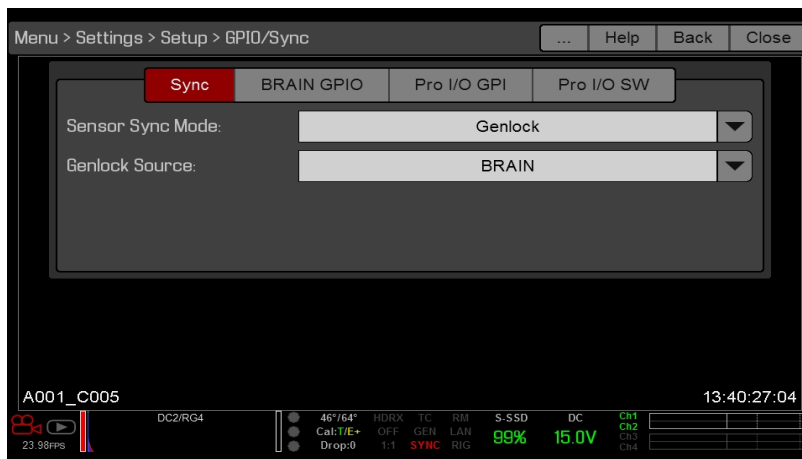 Menu > Settings > Setup > GPIO/Sync ... Help Back Close
Sync BRAIN GPIO Pro I/O GPI Pro I/O SW
Sensor Sync Mode: Genlock
Genlock Source: BRAIN
A001_C005 13:40:27:04
DC2/RG4 46°/64° HDRX TC RM S-SSD DC Ch1
Cal:T/E+ OFF GEN LAN 99% 15.0V Ch2
23.98FPS Drop:0 1:1 SYNC RIG Ch3
Ch4